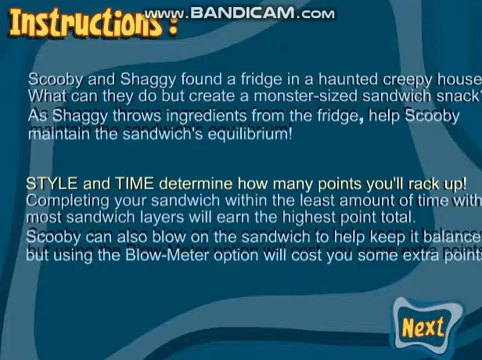 www.BANDICAM.com
Instructions :
Scooby and Shaggy found a fridge in a haunted creepy house
What can they do but create a monster-sized sandwich snack?
As Shaggy throws ingredients from the fridge, help Scooby
maintain the sandwich's equilibrium!
STYLE and TIME determine how many points you'll rack up!
Completing your sandwich within the least amount of time with
most sandwich layers will earn the highest point total.
Scooby can also blow on the sandwich to help keep it balance
but using the Blow-Meter option will cost you some extra points
Next